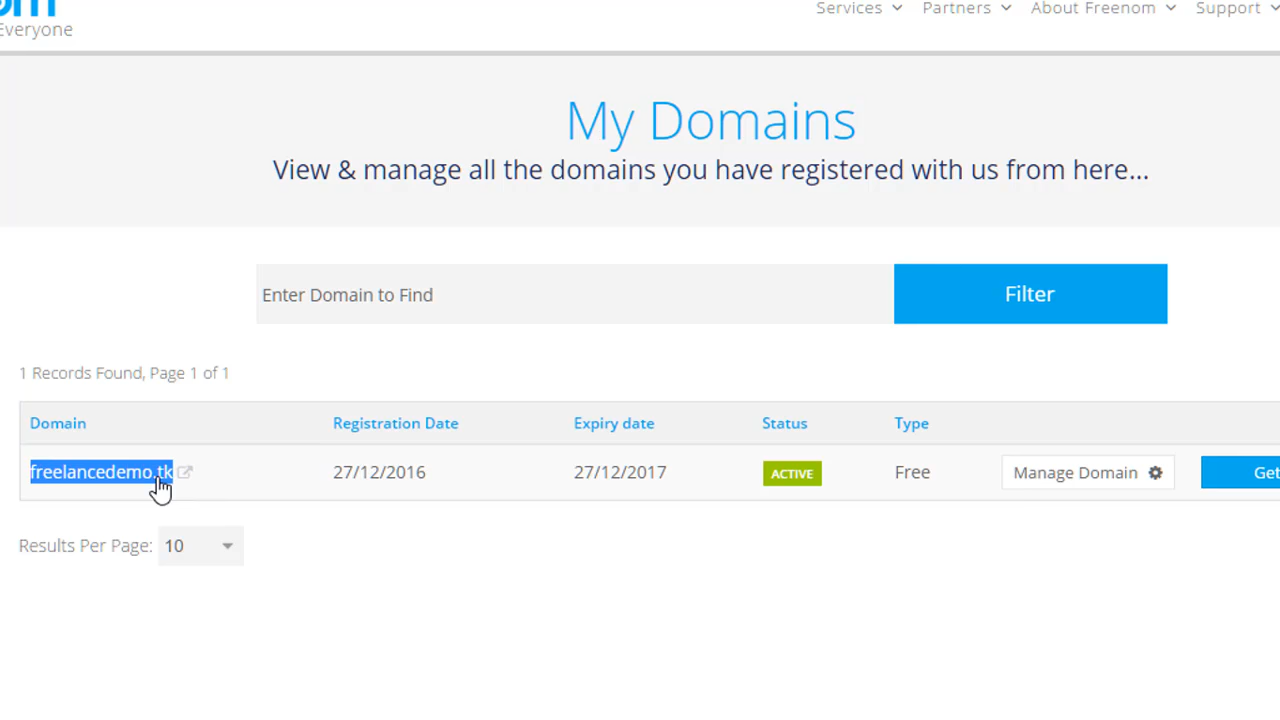 Everyone
Services Partners About Freenom Support
My Domains
View & manage all the domains you have registered with us from here...
Enter Domain to Find Filter
1 Records Found, Page 1 of 1
Domain Registration Date Expiry date Status Type
freelancedemo.tk 27/12/2016 27/12/2017 ACTIVE Free Manage Domain Get
Results Per Page: 10